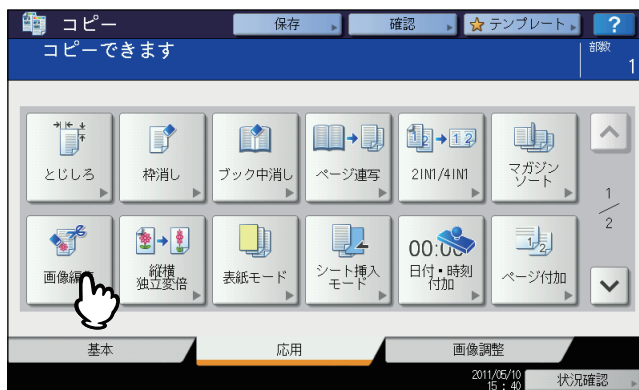 コピー
保存
確認
テンプレート
?
コピーできます
部数
1
とじしろ
枠消し
ブック中消し
ページ連写
2IN1/4IN1
マガジン
ソート
1
2
画像編
縦横
独立変倍
表紙モード
シート挿入
モード
00:00
日付・時刻
付加
ページ付加
基本
応用
画像調整
2011/05/10
15:40
状況確認